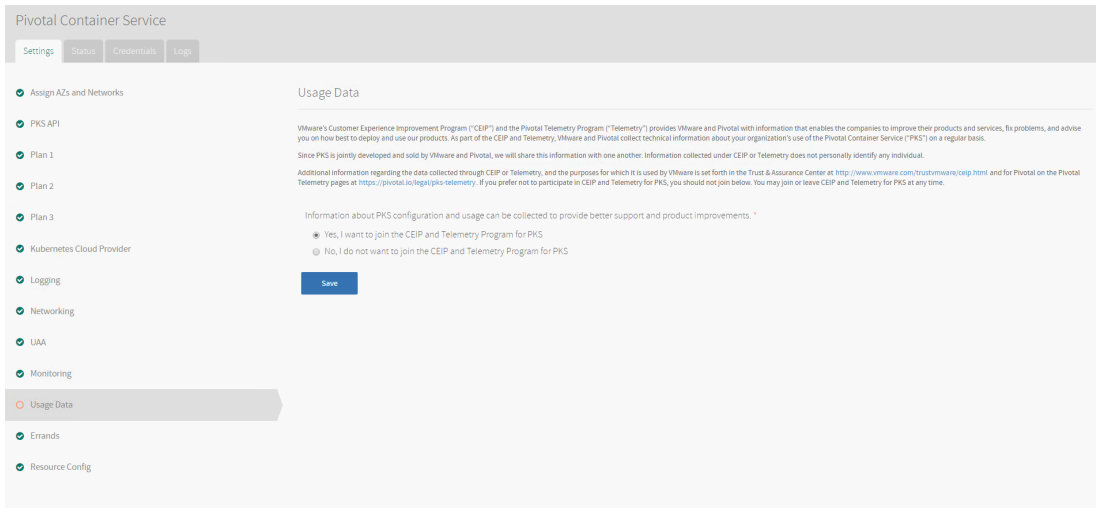 Pivotal Container Service
Settings
Status
Credentials
Logs
Assign AZs and Networks
PKS API
Plan 1
Plan 2
Plan 3
Kubernetes Cloud Provider
Logging
Networking
UAA
Monitoring
Usage Data
Errands
Resource Config
Usage Data
VMware's Customer Experience Improvement Program ("CEIP") and the Pivotal Telemetry Program ("Telemetry") provides VMware and Pivotal with information that enables the companies to improve their products and services, fix problems, and advise
you on how best to deploy and use our products. As part of the CEIP and Telemetry, VMware and Pivotal collect technical information about your organization's use of the Pivotal Container Service ("PKS") on a regular basis.
Since PKS is jointly developed and sold by VMware and Pivotal, we will share this information with one another. Information collected under CEIP or Telemetry does not personally identify any individual.
Additional information regarding the data collected through CEIP or Telemetry, and the purposes for which it is used by VMware is set forth in the Trust & Assurance Center at http://www.vmware.com/trustvmware/ceip.html and for Pivotal on the Pivotal
Telemetry pages at https://pivotal.io/legal/pks-telemetry. If you prefer not to participate in CEIP and Telemetry for PKS, you should not join below. You may join or leave CEIP and Telemetry for PKS at any time.
Information about PKS configuration and usage can be collected to provide better support and product improvements. *
Yes, I want to join the CEIP and Telemetry Program for PKS
No, I do not want to join the CEIP and Telemetry Program for PKS
Save